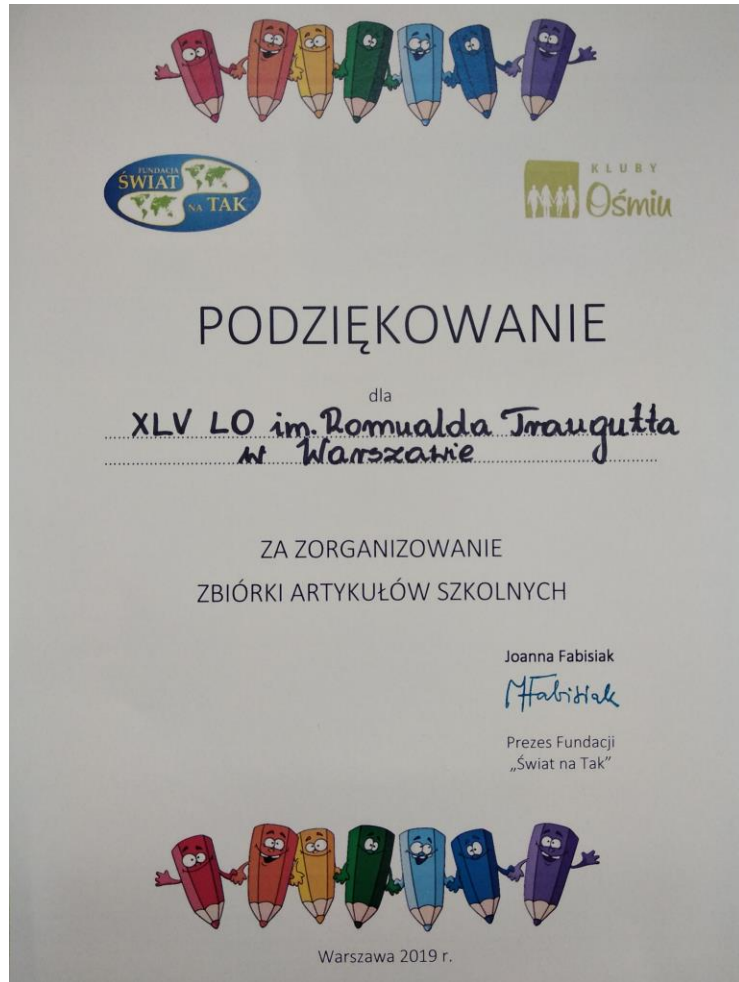 FUNDACJA
ŚWIAT
NA TAK
KLUBY
Ośmiu
PODZIĘKOWANIE
dla
XLV LO im. Romualda Traugutta
w Warszawie
ZA ZORGANIZOWANIE
ZBIÓRKI ARTYKUŁÓW SZKOLNYCH
Joanna Fabisiak
JFabisiak
Prezes Fundacji
„Świat na Tak”
Warszawa 2019 r.